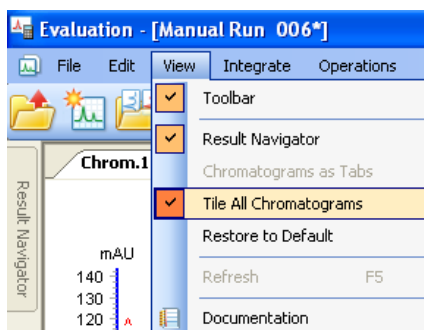 Evaluation - [Manual Run 006*]
File Edit View Integrate Operations
Toolbar
Result Navigator
Chromatograms as Tabs
Tile All Chromatograms
Restore to Default
Refresh F5
Documentation
Result Navigator
Chrom.1
mAU
140
130
120
A